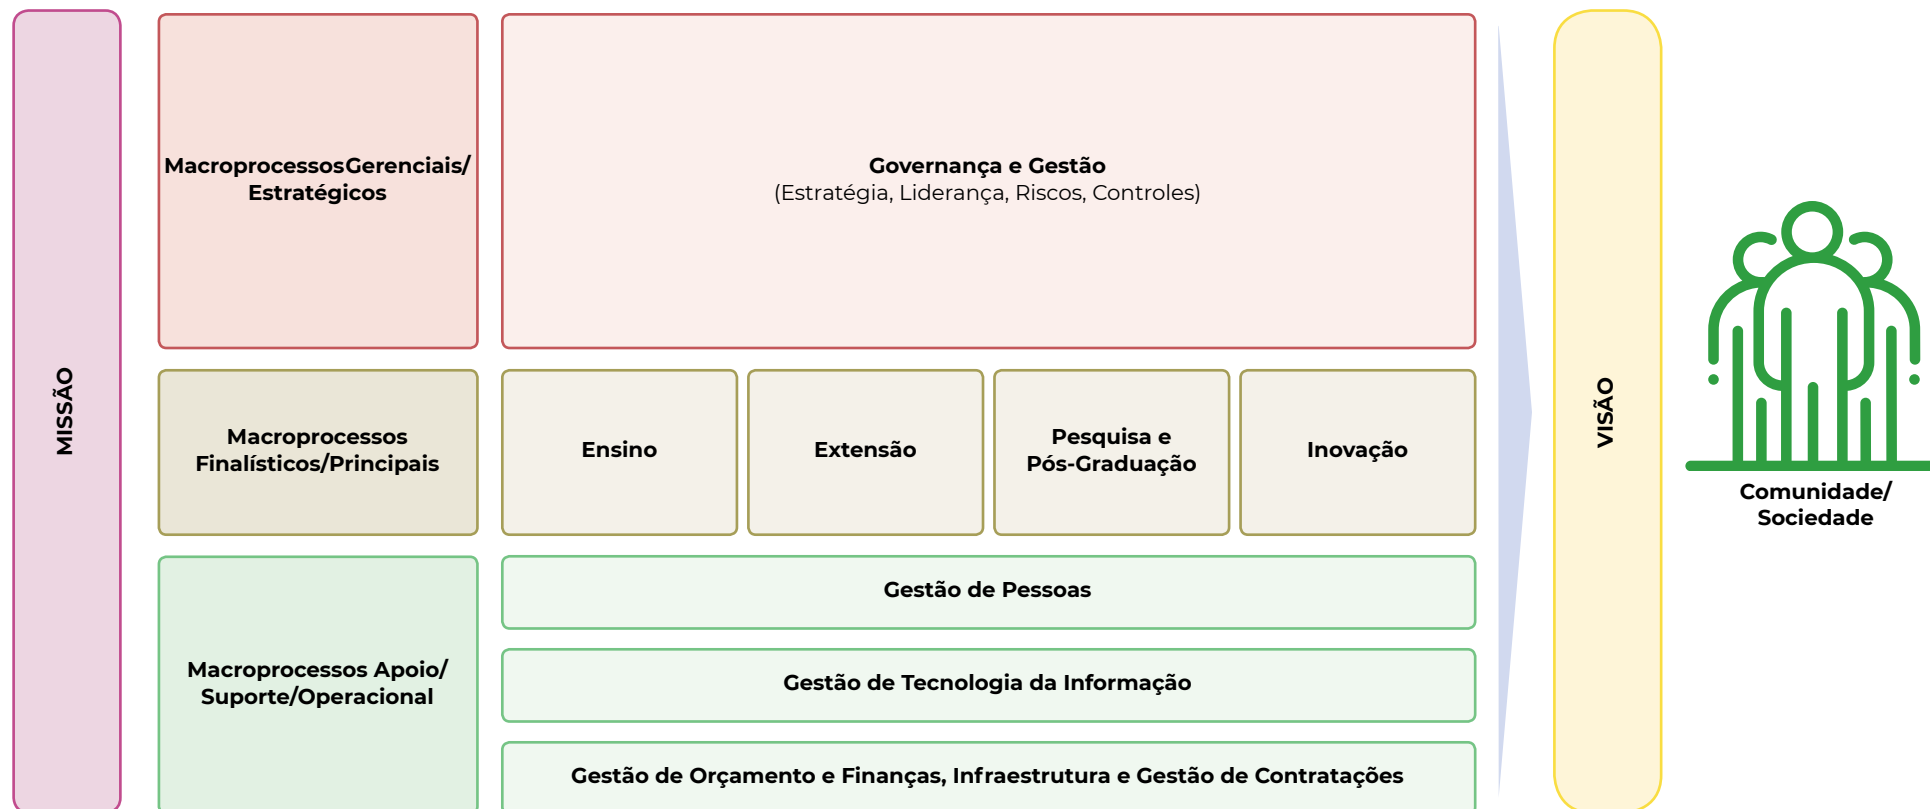 MISSÃO
Macroprocessos Gerenciais/
Estratégicos
Governança e Gestão
(Estratégia, Liderança, Riscos, Controles)
Macroprocessos
Finalísticos/Principais
Ensino
Extensão
Pesquisa e
Pós-Graduação
Inovação
Macroprocessos Apoio/
Suporte/Operacional
Gestão de Pessoas
Gestão de Tecnologia da Informação
Gestão de Orçamento e Finanças, Infraestrutura e Gestão de Contratações
VISÃO
Comunidade/
Sociedade